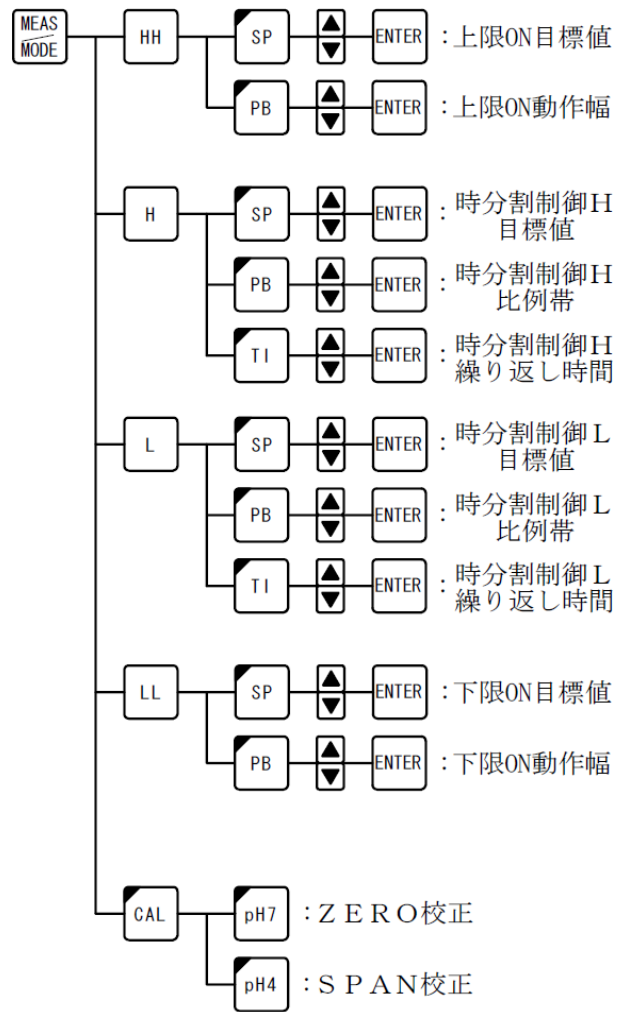 MEAS
MODE
HH
SP
▲
▼
ENTER
:上限ON目標値
PB
▲
▼
ENTER
:上限ON動作幅
H
SP
▲
▼
ENTER
:時分割制御H
目標値
PB
▲
▼
ENTER
:時分割制御H
比例帯
TI
▲
▼
ENTER
:時分割制御H
繰り返し時間
L
SP
▲
▼
ENTER
:時分割制御L
目標値
PB
▲
▼
ENTER
:時分割制御L
比例帯
TI
▲
▼
ENTER
:時分割制御L
繰り返し時間
LL
SP
▲
▼
ENTER
:下限ON目標値
PB
▲
▼
ENTER
:下限ON動作幅
CAL
pH7
:ZERO校正
pH4
:SPAN校正